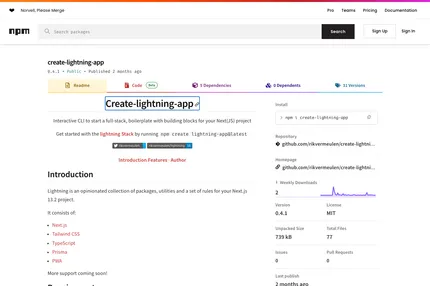 Norvell, Please Merge
Pro
Teams
Pricing
Documentation
npm
Search packages
Search
Sign Up
Sign In
create-lightning-app
0.4.1 • Public • Published 2 months ago
Readme
Code Beta
5 Dependencies
0 Dependents
31 Versions
Create-lightning-app
Interactive CLI to start a full-stack, boilerplate with building blocks for your Next(JS) project
Get started with the lightning Stack by running npm create lightning-app@latest
Introduction Features · Author
Introduction
Lightning is an opinionated collection of packages, utilities and a set of rules for your Next.js
13.2 project.
It consists of:
Next.js
Tailwind CSS
TypeScript
Prisma
PWA
More support coming soon!
Install
> npm i create-lightning-app
Repository
github.com/rikvermeulen/create-lightni...
Homepage
github.com/rikvermeulen/create-lightni...
Weekly Downloads
2
Version
0.4.1
License
MIT
Unpacked Size
739 kB
Total Files
77
Issues
0
Pull Requests
0
Last publish
2 months ago